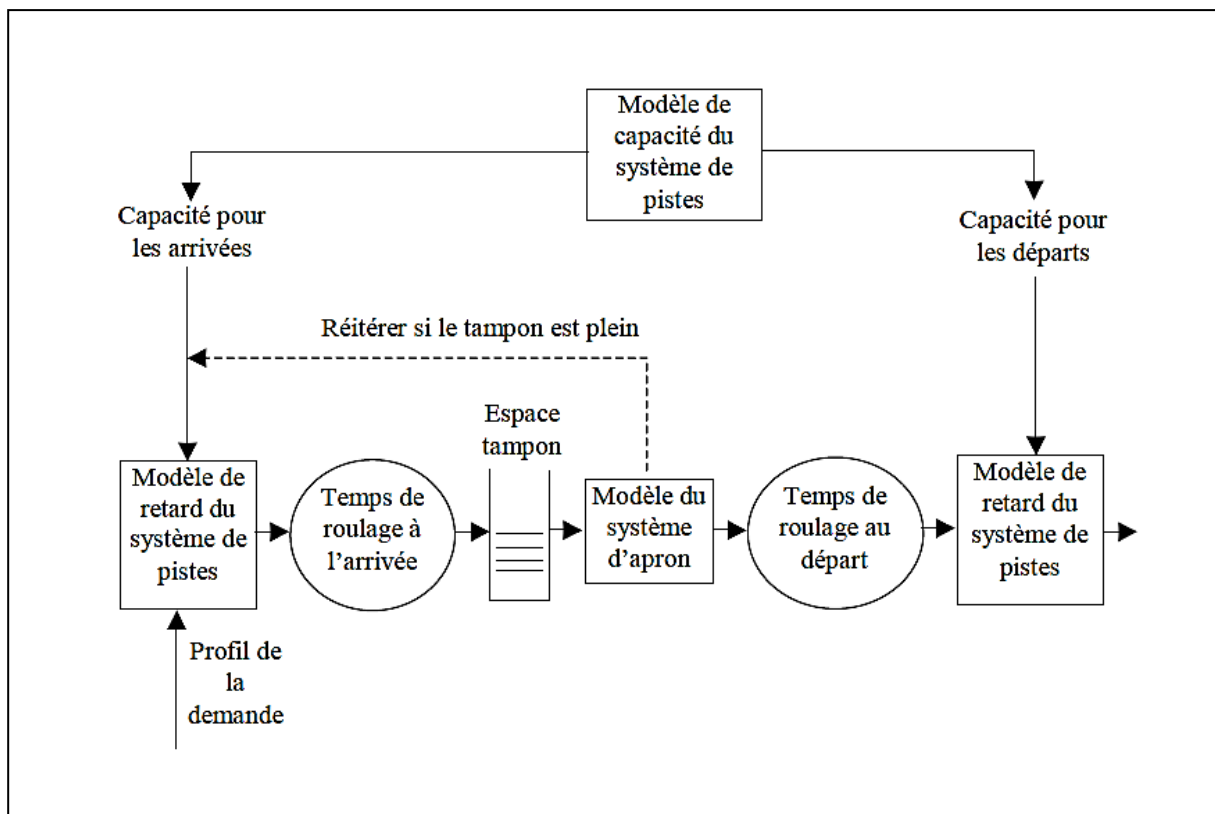 Modèle de
capacité du
système de
pistes
Capacité pour
les arrivées
Capacité pour
les départs
Réitérer si le tampon est plein
Espace
tampon
Modèle de
retard du
système de
pistes
Temps de
roulage à
l'arrivée
Modèle du
système
d'apron
Temps de
roulage au
départ
Modèle de
retard du
système de
pistes
Profil de
la
demande